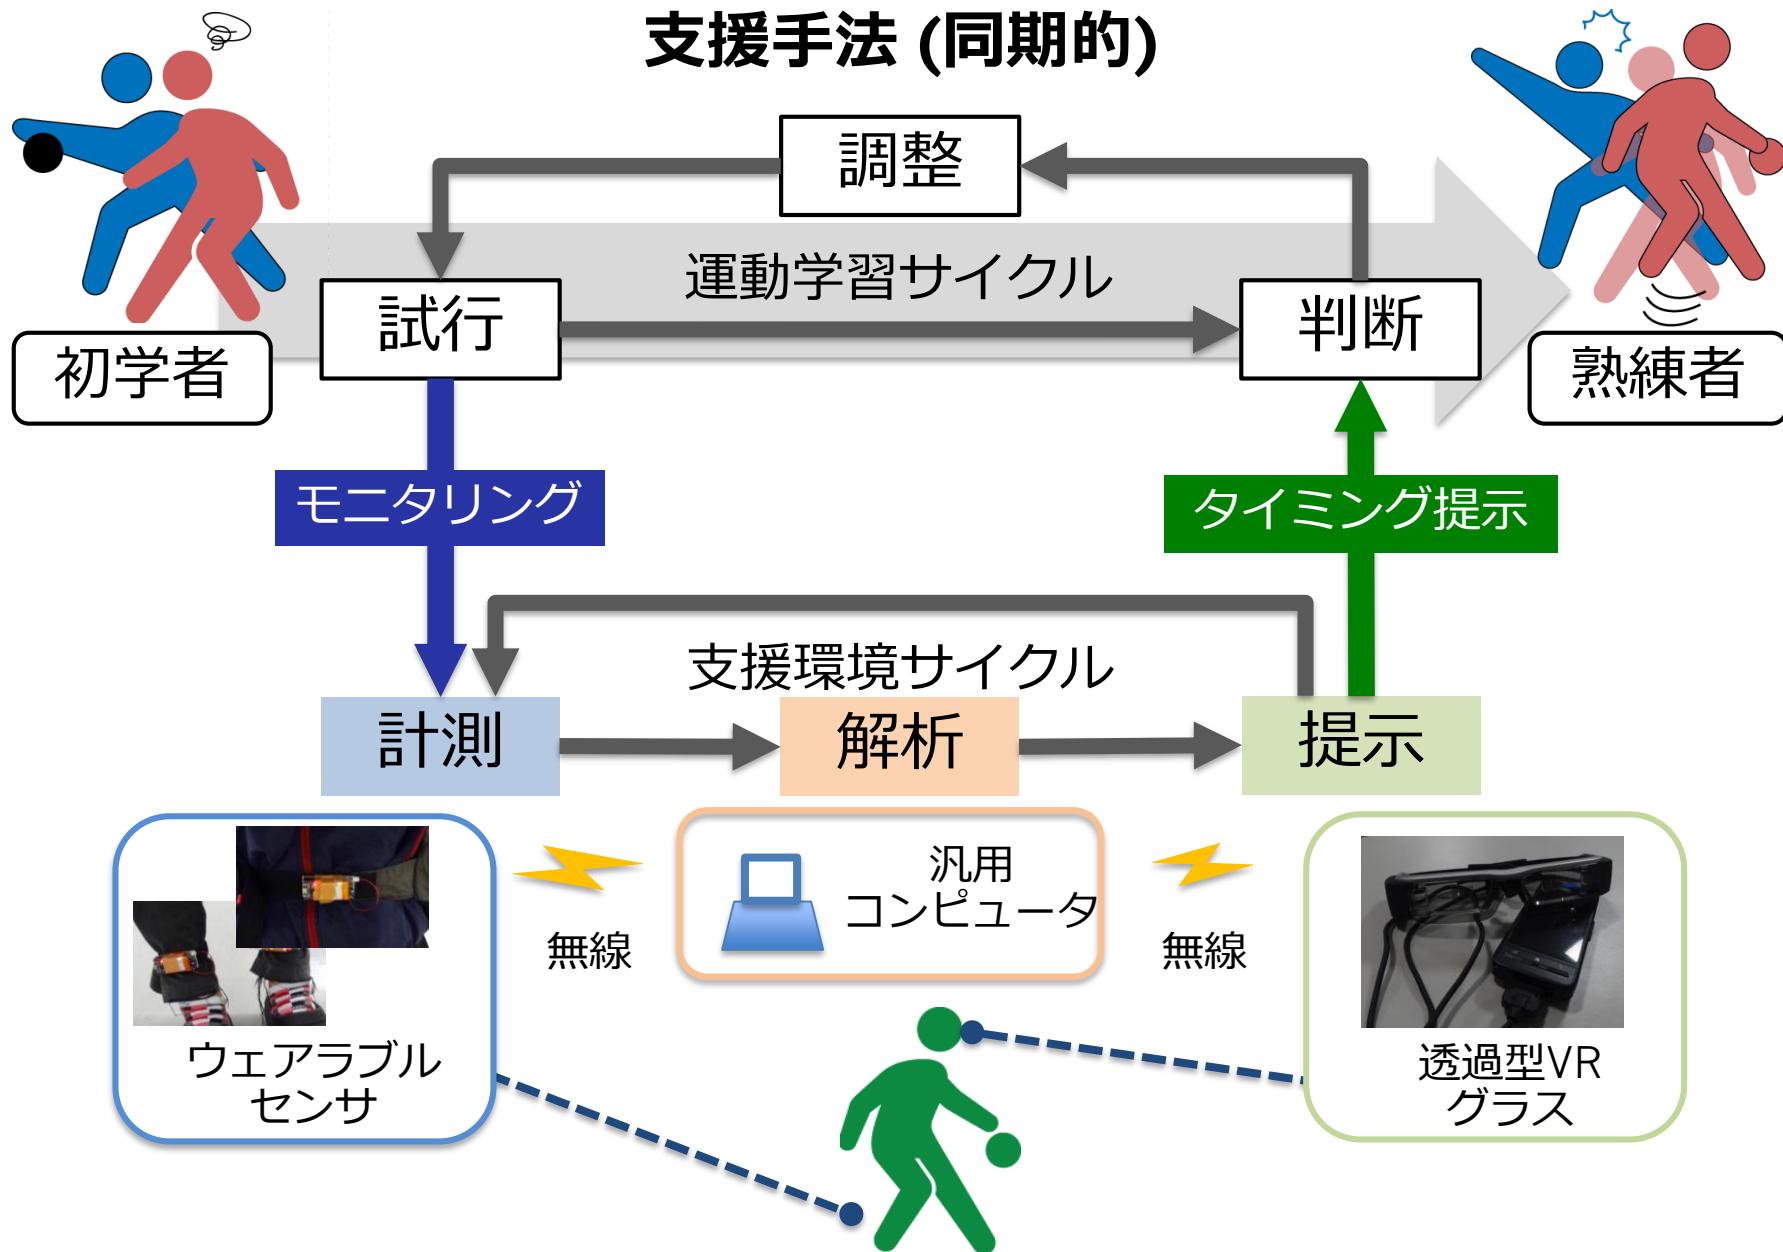 支援手法 (同期的)
調整
運動学習サイクル
試行
判断
初学者
熟練者
モニタリング
タイミング提示
支援環境サイクル
計測
解析
提示
汎用
コンピュータ
無線
無線
ウェアラブル
センサ
透過型VR
グラス